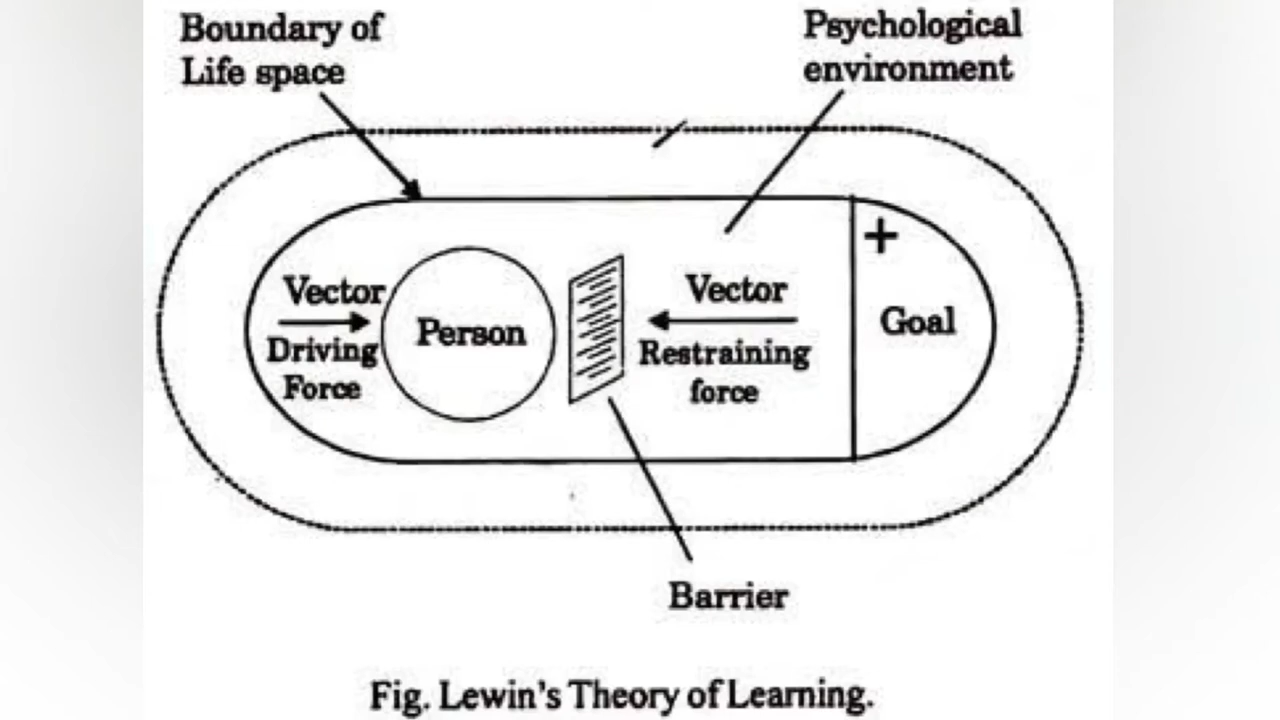 Boundary of
Life space
Psychological
environment
+
Vector
Driving
Force
Person
Vector
Restraining
force
Goal
Barrier
Fig. Lewin's Theory of Learning.